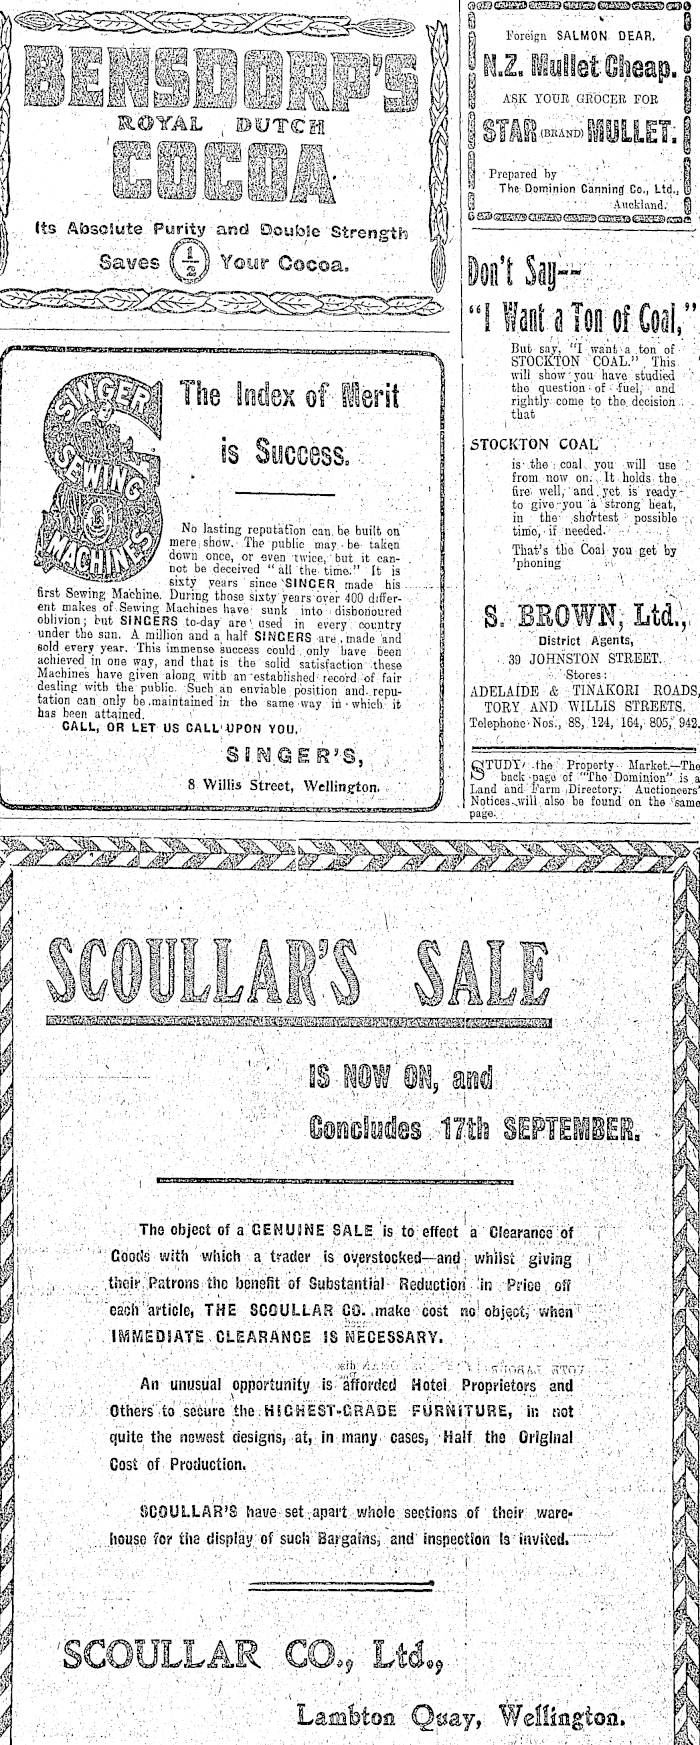 BENSDORP'S
ROYAL DUTCH
COCOA
Its Absolute Purity and Double Strength
Saves 1/2 Your Cocoa.
SINGER
SEWING
MACHINES
The Index of Merit
is Success.
No lasting reputation can be built on
mere show. The public may be taken
down once, or even twice, but it can-
not be deceived "all the time." It is
sixty years since SINGER made his
first Sewing Machine. During those sixty years over 400 differ-
ent makes of Sewing Machines have sunk into dishonoured
oblivion; but SINGERS to-day are used in every country
under the sun. A million and a half SINGERS are made and
sold every year. This immense success could only have been
achieved in one way, and that is the solid satisfaction these
Machines have given along with an established record of fair
dealing with the public. Such an enviable position and repu-
tation can only be maintained in the same way in which it
has been attained.
CALL, OR LET US CALL UPON YOU.
SINGER'S,
8 Willis Street, Wellington.
Foreign SALMON DEAR.
N.Z. Mullet Cheap.
ASK YOUR GROCER FOR
STAR (BRAND) MULLET.
Prepared by
The Dominion Canning Co., Ltd.,
Auckland.
Don't Say--
"I Want a Ton of Coal,"
But say, "I want a ton of
STOCKTON COAL." This
will show you have studied
the question of fuel, and
rightly come to the decision
that
STOCKTON COAL
is the coal you will use
from now on. It holds the
fire well, and yet is ready
to give you a strong heat,
in the shortest possible
time, if needed.
That's the Coal you get by
'phoning
S. BROWN, Ltd.,
District Agents,
39 JOHNSTON STREET.
Stores:
ADELAIDE & TINAKORI ROADS,
TORY AND WILLIS STREETS.
Telephone Nos., 88, 124, 164, 805, 942.
STUDY the Property Market.—The
back page of "The Dominion" is a
Land and Farm Directory. Auctioneers'
Notices will also be found on the same
page.
SCOULLAR'S SALE
IS NOW ON, and
Concludes 17th SEPTEMBER.
The object of a GENUINE SALE is to effect a Clearance of
Goods with which a trader is overstocked—and whilst giving
their Patrons the benefit of Substantial Reduction in Price off
each article, THE SCOULLAR CO. make cost no object, when
IMMEDIATE CLEARANCE IS NECESSARY.
An unusual opportunity is afforded Hotel Proprietors and
Others to secure the HIGHEST-GRADE FURNITURE, in not
quite the newest designs, at, in many cases, Half the Original
Cost of Production.
SCOULLAR'S have set apart whole sections of their ware-
house for the display of such Bargains, and inspection is invited.
SCOULLAR CO., Ltd.,
Lambton Quay, Wellington.